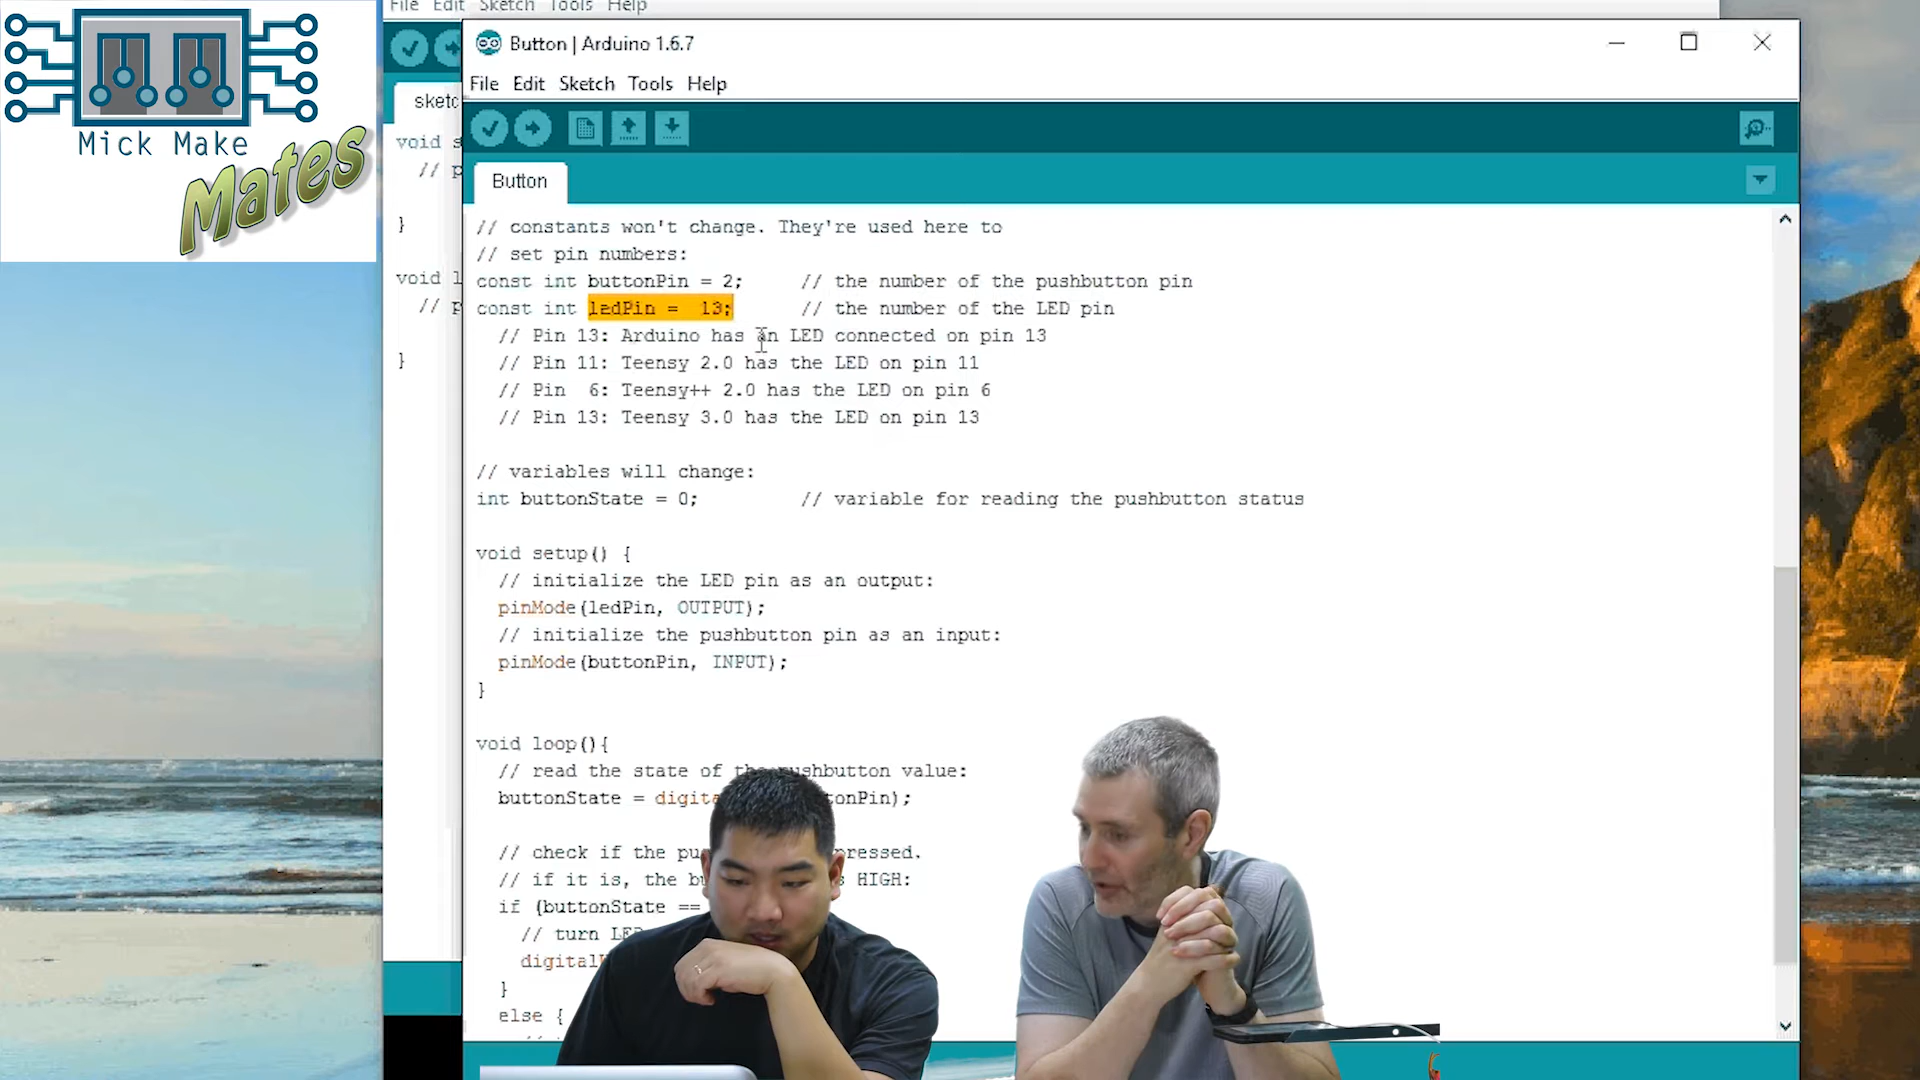 File Edit Sketch Tools Help
Button | Arduino 1.6.7
File Edit Sketch Tools Help
Mick Make
Mates
Button
void
// p
}
void
// p
}
// constants won't change. They're used here to
// set pin numbers:
const int buttonPin = 2;     // the number of the pushbutton pin
const int ledPin =  13;      // the number of the LED pin
// Pin 13: Arduino has an LED connected on pin 13
// Pin 11: Teensy 2.0 has the LED on pin 11
// Pin  6: Teensy++ 2.0 has the LED on pin 6
// Pin 13: Teensy 3.0 has the LED on pin 13
// variables will change:
int buttonState = 0;         // variable for reading the pushbutton status
void setup() {
// initialize the LED pin as an output:
pinMode(ledPin, OUTPUT);
// initialize the pushbutton pin as an input:
pinMode(buttonPin, INPUT);
}
void loop(){
// read the state of the pushbutton value:
buttonState = digita tonPin);
// check if the pu pressed.
// if it is, the b HIGH:
if (buttonState ==
// turn LE
digital
}
else {